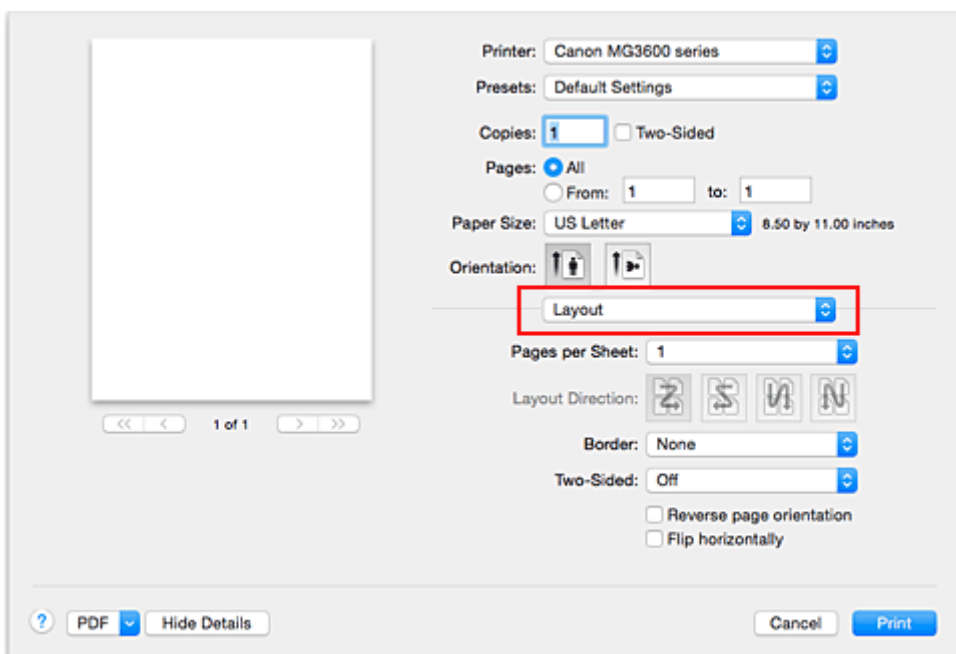 Printer: Canon MG3600 series
Presets: Default Settings
Copies: 1 Two-Sided
Pages: All
From: 1 to: 1
Paper Size: US Letter 8.50 by 11.00 inches
Orientation:
Layout
Pages per Sheet: 1
Layout Direction:
Border: None
Two-Sided: Off
Reverse page orientation
Flip horizontally
<< < 1 of 1 > >>
? PDF Hide Details Cancel Print